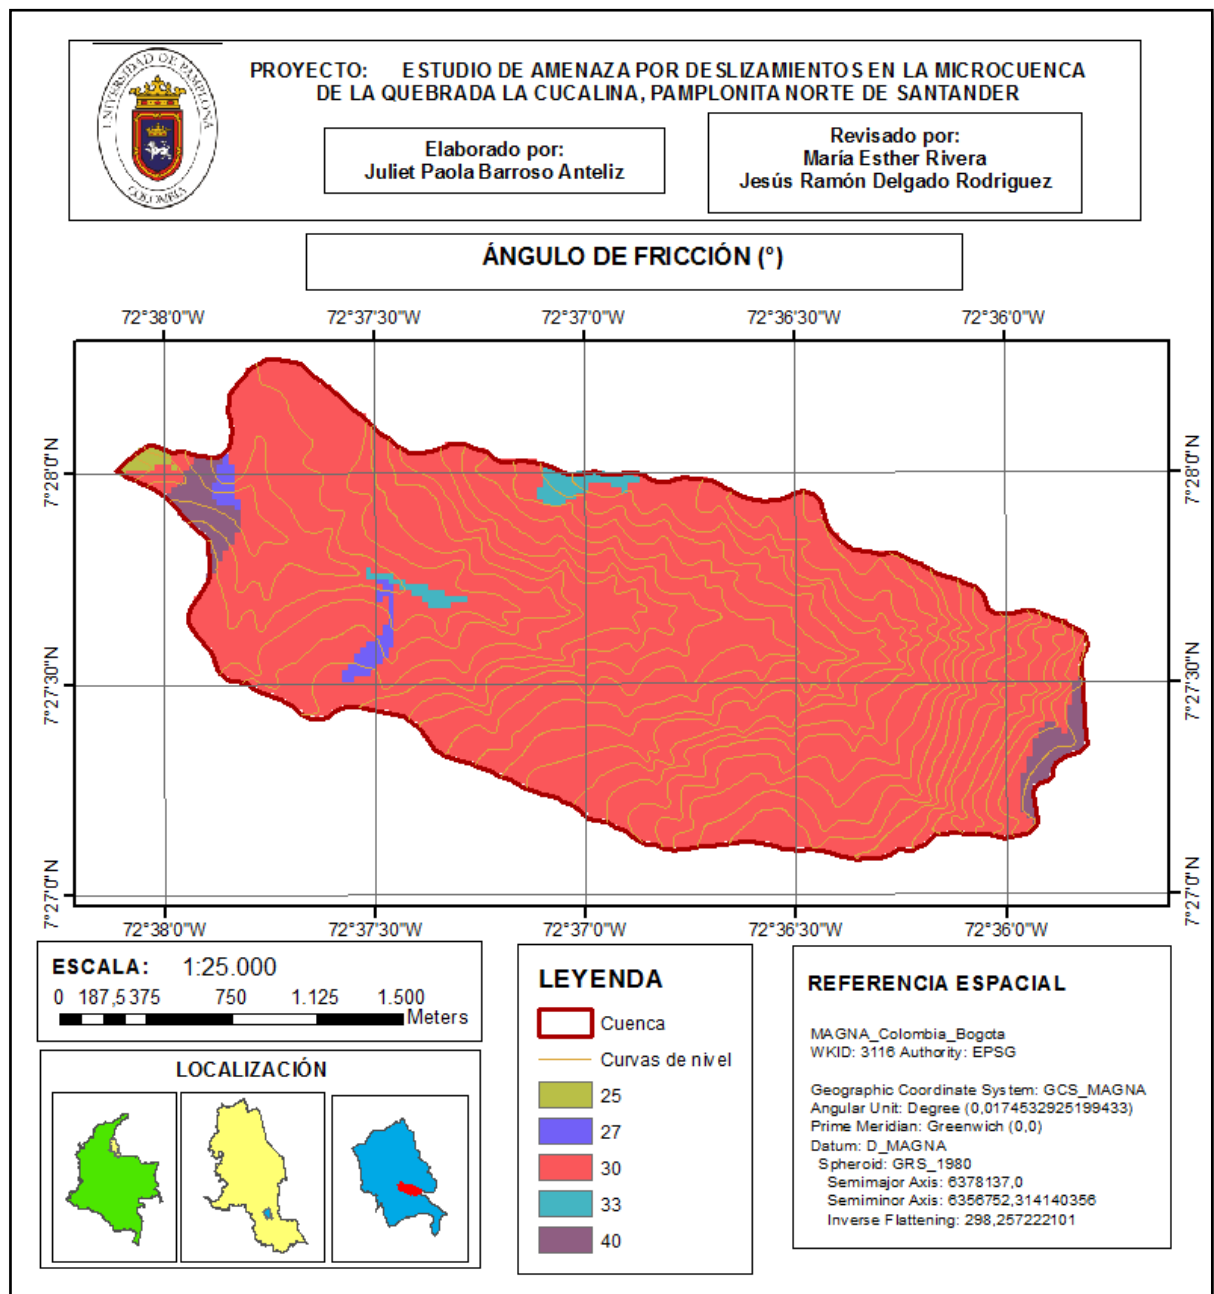 UNIVERSIDAD DE PAMPLONA
COLOMBIA
PROYECTO: ESTUDIO DE AMENAZA POR DESLIZAMIENTOS EN LA MICROCUENCA
DE LA QUEBRADA LA CUCALINA, PAMPLONITA NORTE DE SANTANDER
Elaborado por:
Juliet Paola Barroso Anteliz
Revisado por:
María Esther Rivera
Jesús Ramón Delgado Rodriguez
ÁNGULO DE FRICCIÓN (°)
72°38'0"W 72°37'30"W 72°37'0"W 72°36'30"W 72°36'0"W
7°28'0"N
7°27'30"N
7°27'0"N
7°28'0"N
7°27'30"N
7°27'0"N
72°38'0"W 72°37'30"W 72°37'0"W 72°36'30"W 72°36'0"W
ESCALA: 1:25.000
0 187,5 375 750 1.125 1.500
Meters
LOCALIZACIÓN
LEYENDA
Cuenca
Curvas de nivel
25
27
30
33
40
REFERENCIA ESPACIAL
MAGNA_Colombia_Bogota
WKID: 3116 Authority: EPSG
Geographic Coordinate System: GCS_MAGNA
Angular Unit: Degree (0,0174532925199433)
Prime Meridian: Greenwich (0,0)
Datum: D_MAGNA
Spheroid: GRS_1980
Semimajor Axis: 6378137,0
Semiminor Axis: 6356752,314140356
Inverse Flattening: 298,257222101